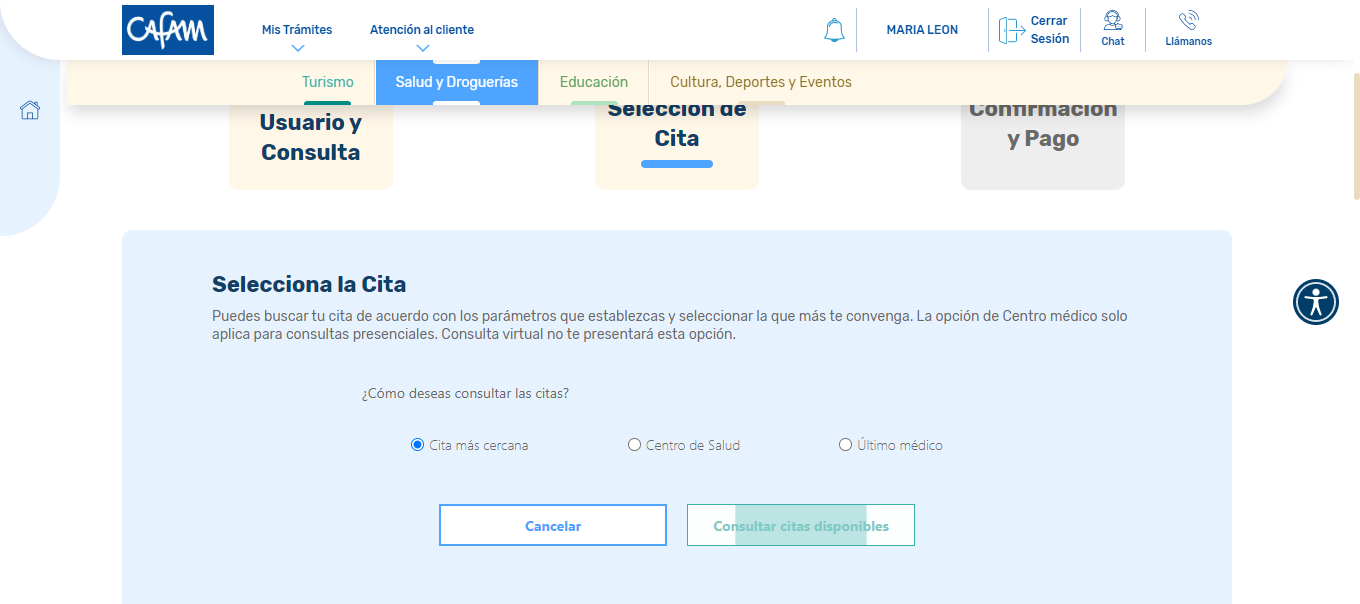 CAFAM
Mis Trámites
Atención al cliente
MARIA LEON
Cerrar
Sesión
Chat
Llámanos
Turismo
Salud y Droguerías
Educación
Cultura, Deportes y Eventos
Usuario y
Consulta
Selección de
Cita
Confirmación
y Pago
Selecciona la Cita
Puedes buscar tu cita de acuerdo con los parámetros que establezcas y seleccionar la que más te convenga. La opción de Centro médico solo
aplica para consultas presenciales. Consulta virtual no te presentará esta opción.
¿Cómo deseas consultar las citas?
Cita más cercana
Centro de Salud
Último médico
Cancelar
Consultar citas disponibles